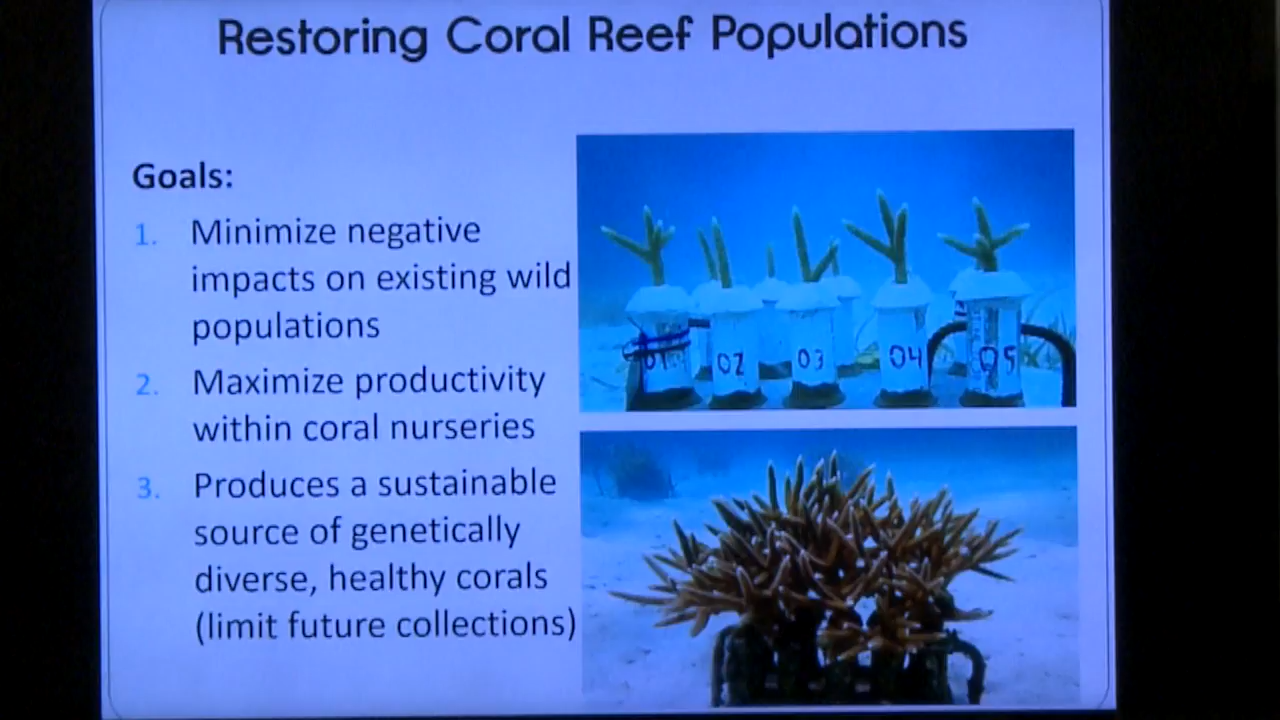 Restoring Coral Reef Populations
Goals:
1. Minimize negative
impacts on existing wild
populations
2. Maximize productivity
within coral nurseries
3. Produces a sustainable
source of genetically
diverse, healthy corals
(limit future collections)
01 02 03 04 05